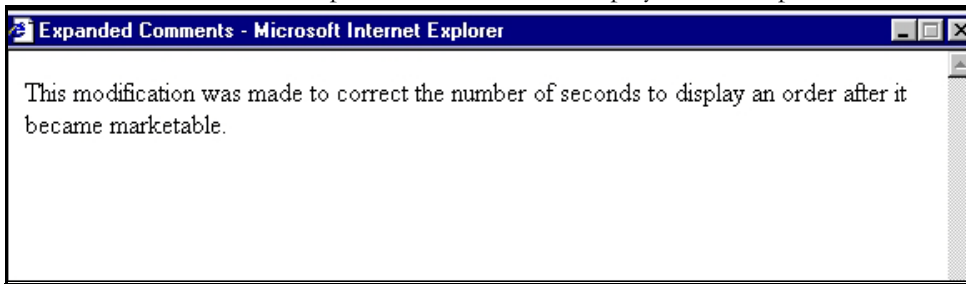 Expanded Comments - Microsoft Internet Explorer
This modification was made to correct the number of seconds to display an order after it
became marketable.